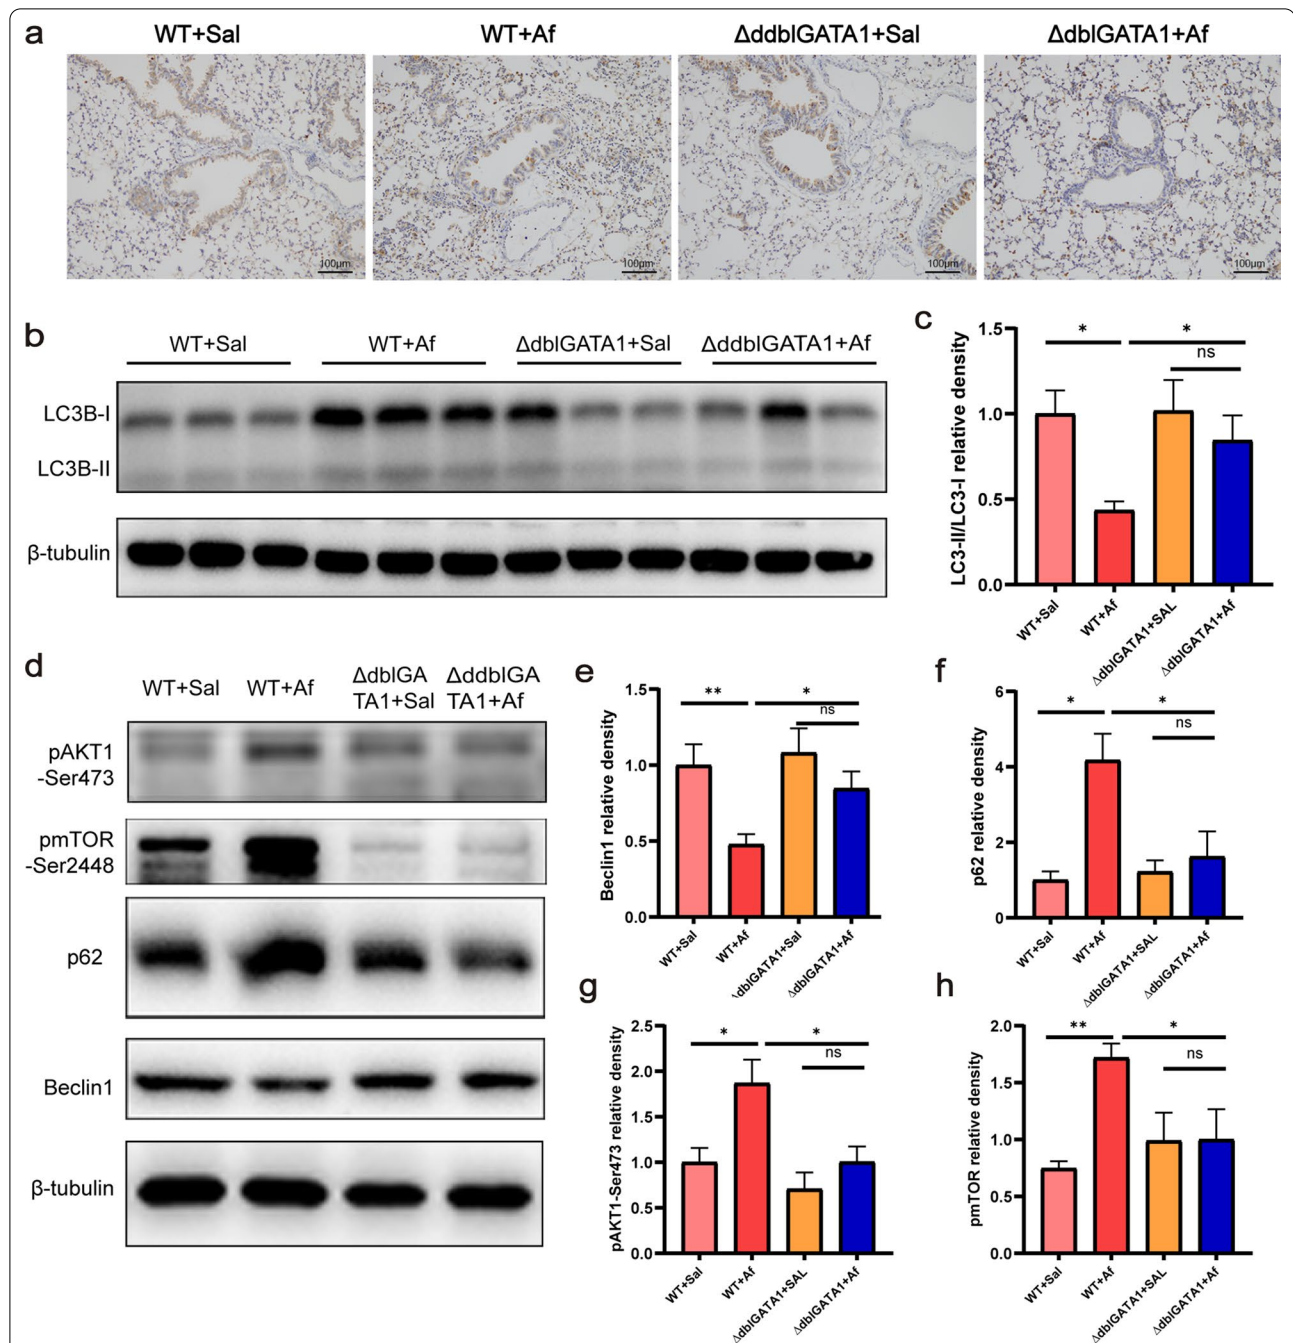 a
WT+Sal
WT+Af
ΔddblGATA1+Sal
ΔdblGATA1+Af
100μm
100μm
100μm
100μm
b
WT+Sal
WT+Af
ΔdblGATA1+Sal
ΔddblGATA1+Af
LC3B-I
LC3B-II
β-tubulin
c
LC3-II/LC3-I relative density
1.5
1.0
0.5
0.0
*
*
ns
WT+Sal
WT+Af
ΔdblGATA1+SAL
ΔdblGATA1+Af
d
WT+Sal
WT+Af
ΔdblGA
TA1+Sal
ΔddblGA
TA1+Af
pAKT1
-Ser473
pmTOR
-Ser2448
p62
Beclin1
β-tubulin
e
Beclin1 relative density
1.5
1.0
0.5
0.0
**
*
ns
WT+Sal
WT+Af
ΔdblGATA1+Sal
ΔdblGATA1+Af
f
p62 relative density
6
4
2
0
*
*
ns
WT+Sal
WT+Af
ΔdblGATA1+SAL
ΔdblGATA1+Af
g
pAKT1-Ser473 relative density
2.5
2.0
1.5
1.0
0.5
0.0
*
*
ns
WT+Sal
WT+Af
ΔdblGATA1+SAL
ΔdblGATA1+Af
h
pmTOR relative density
2.0
1.5
1.0
0.5
0.0
**
*
ns
WT+Sal
WT+Af
ΔdblGATA1+SAL
ΔdblGATA1+Af